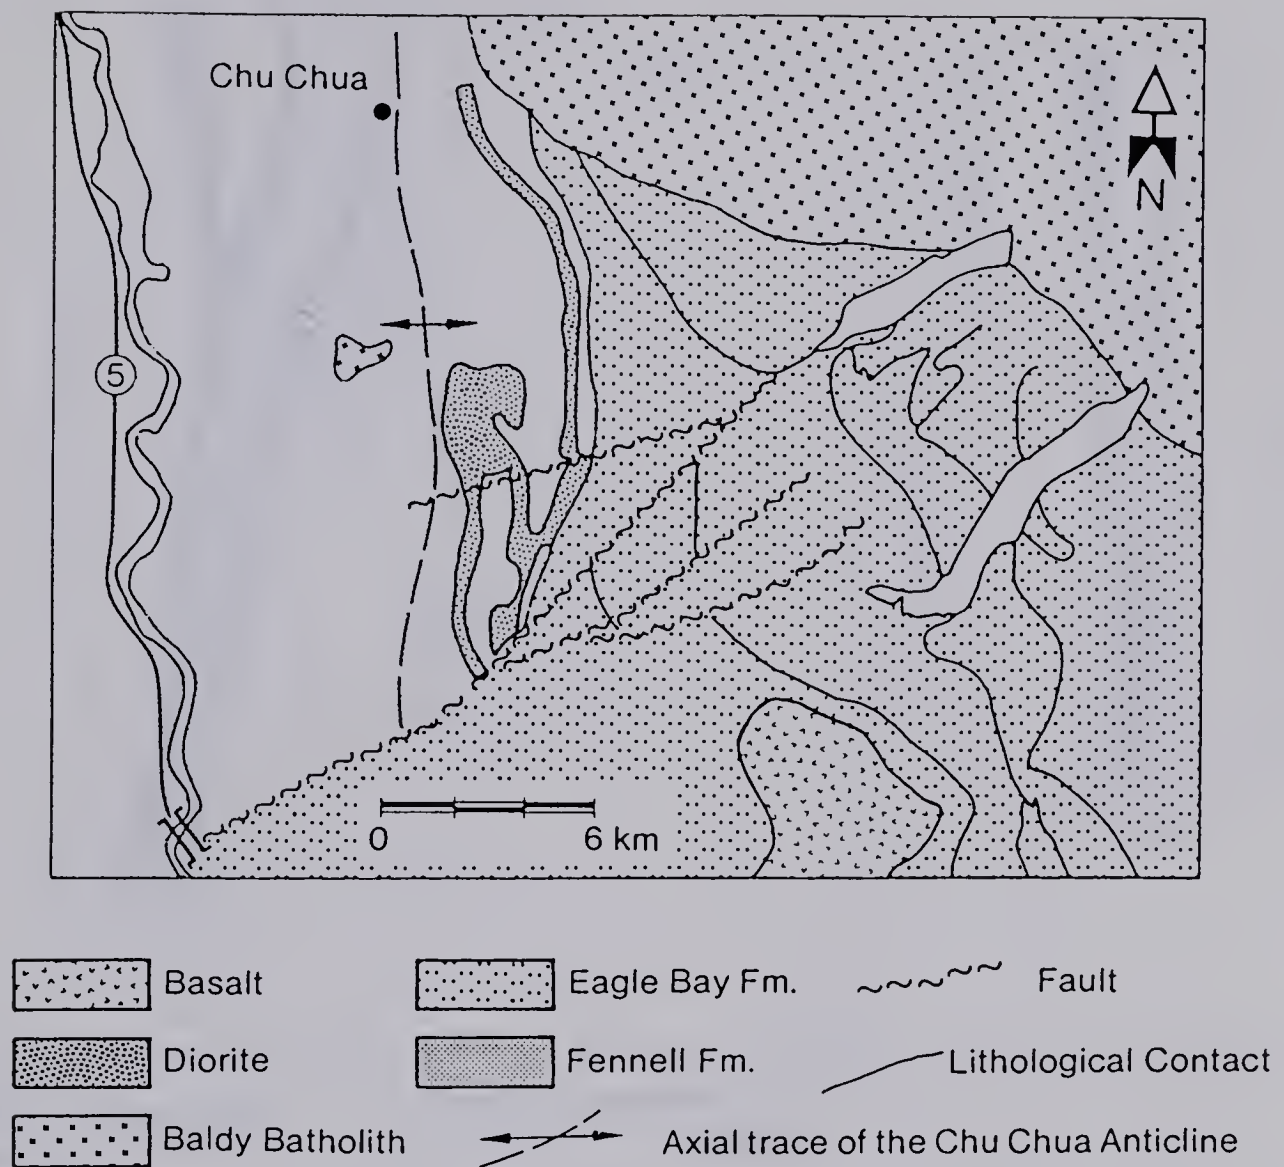 Chu Chua
N
5
0 6 km
Basalt Eagle Bay Fm. Fault
Diorite Fennell Fm. Lithological Contact
Baldy Batholith Axial trace of the Chu Chua Anticline